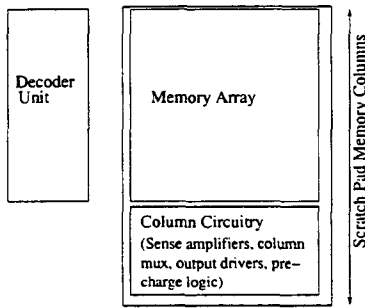 Decoder
Unit
Memory Array
Column Circuitry
(Sense amplifiers, column
mux, output drivers, pre-
charge logic)
Scratch Pad Memory Columns